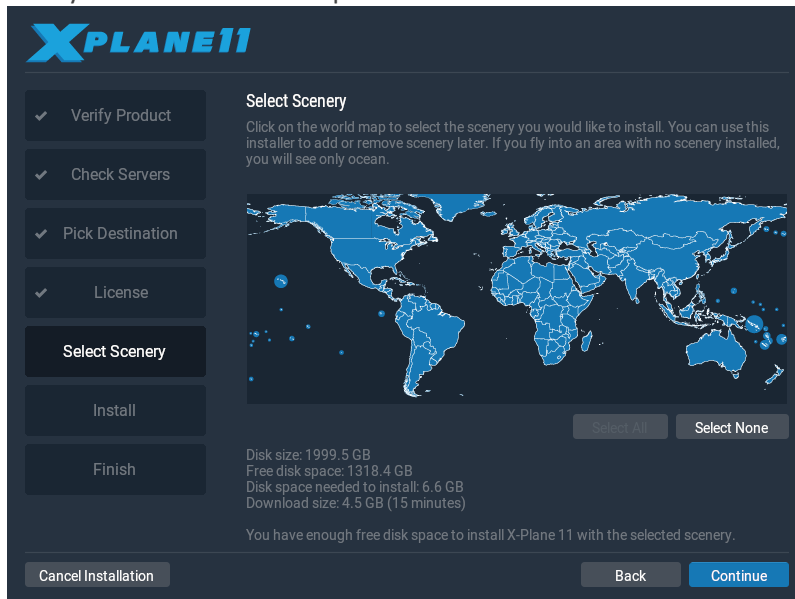 XPLANE11
Verify Product
Check Servers
Pick Destination
License
Select Scenery
Install
Finish
Select Scenery
Click on the world map to select the scenery you would like to install. You can use this
installer to add or remove scenery later. If you fly into an area with no scenery installed,
you will see only ocean.
Select All
Select None
Disk size: 1999.5 GB
Free disk space: 1318.4 GB
Disk space needed to install: 6.6 GB
Download size: 4.5 GB (15 minutes)
You have enough free disk space to install X-Plane 11 with the selected scenery.
Cancel Installation
Back
Continue